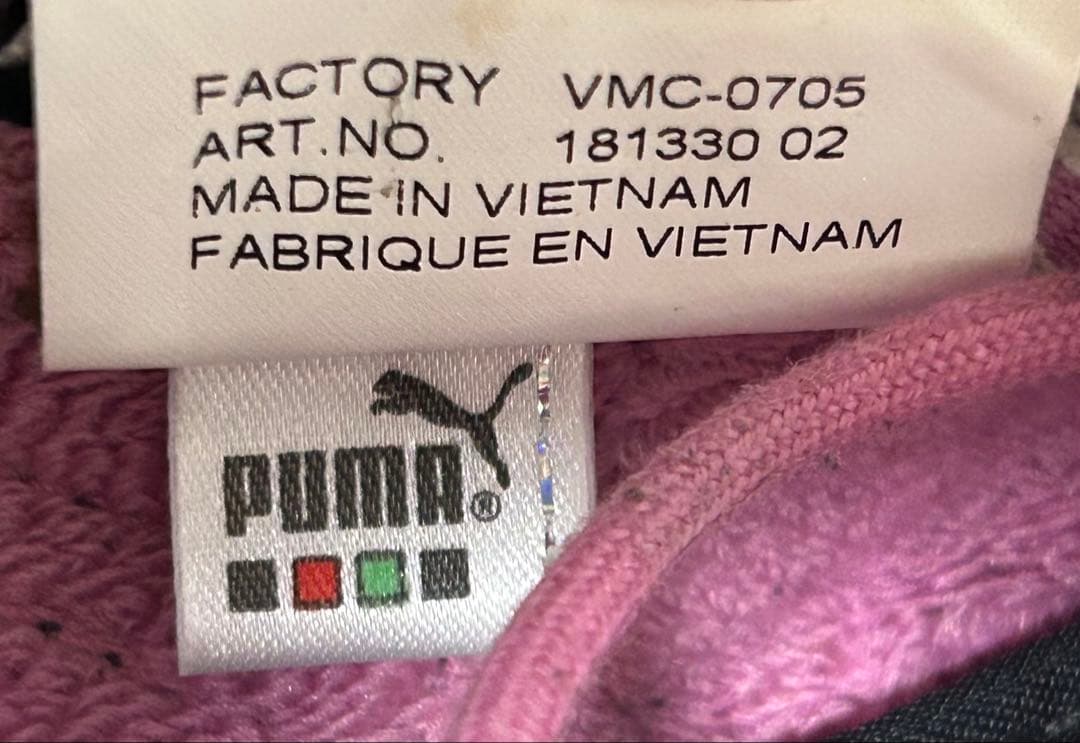 FACTORY VMC-0705
ART.NO. 181330 02
MADE IN VIETNAM
FABRIQUE EN VIETNAM
PUMA®